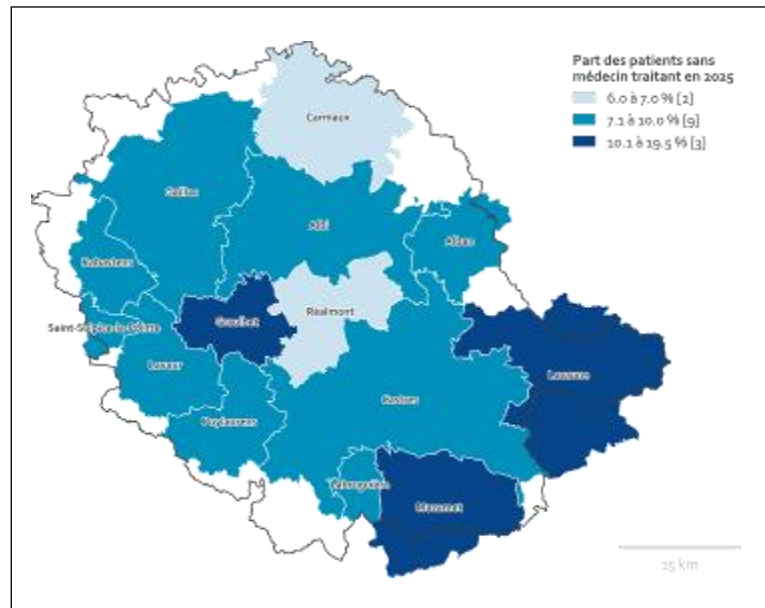 Part des patients sans
médecin traitant en 2025
6.0 à 7.0 % [2]
7.1 à 10.0 % [9]
10.1 à 19.5 % [3]
Carmaux
Gaillac
Albi
Alban
Rabastens
Graulhet
Réalmont
Saint-Sulpice-la-Pointe
Lavaur
Lacaune
Castres
Puylaurens
Labruguière
Mazamet
25 km